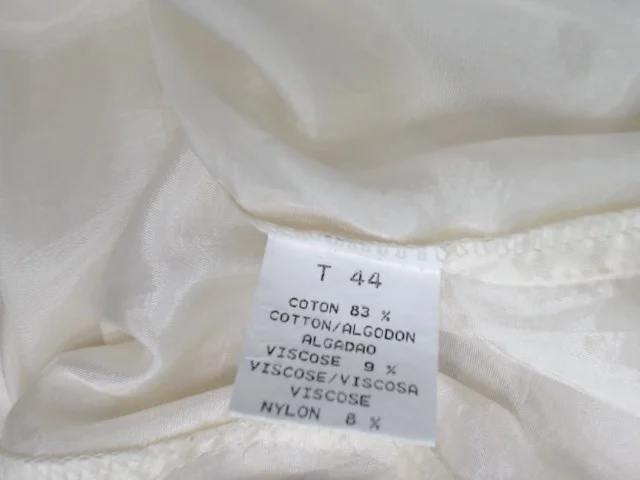 T 44
COTON 83 %
COTTON/ALGODON
ALGADAO
VISCOSE 9 %
VISCOSE/VISCOSA
VISCOSE
NYLON 8 %